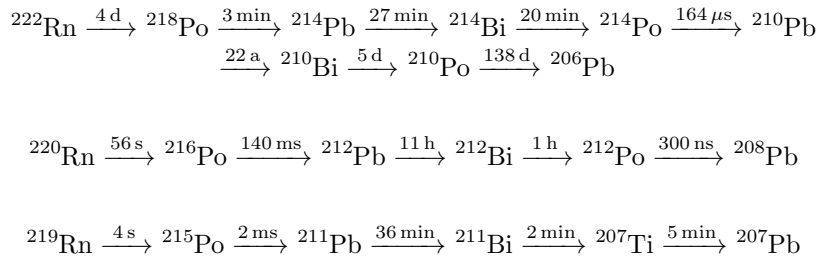 ²²²Rn —4 d→ ²¹⁸Po —3 min→ ²¹⁴Pb —27 min→ ²¹⁴Bi —20 min→ ²¹⁴Po —164 μs→ ²¹⁰Pb
—22 a→ ²¹⁰Bi —5 d→ ²¹⁰Po —138 d→ ²⁰⁶Pb
²²⁰Rn —56 s→ ²¹⁶Po —140 ms→ ²¹²Pb —11 h→ ²¹²Bi —1 h→ ²¹²Po —300 ns→ ²⁰⁸Pb
²¹⁹Rn —4 s→ ²¹⁵Po —2 ms→ ²¹¹Pb —36 min→ ²¹¹Bi —2 min→ ²⁰⁷Ti —5 min→ ²⁰⁷Pb